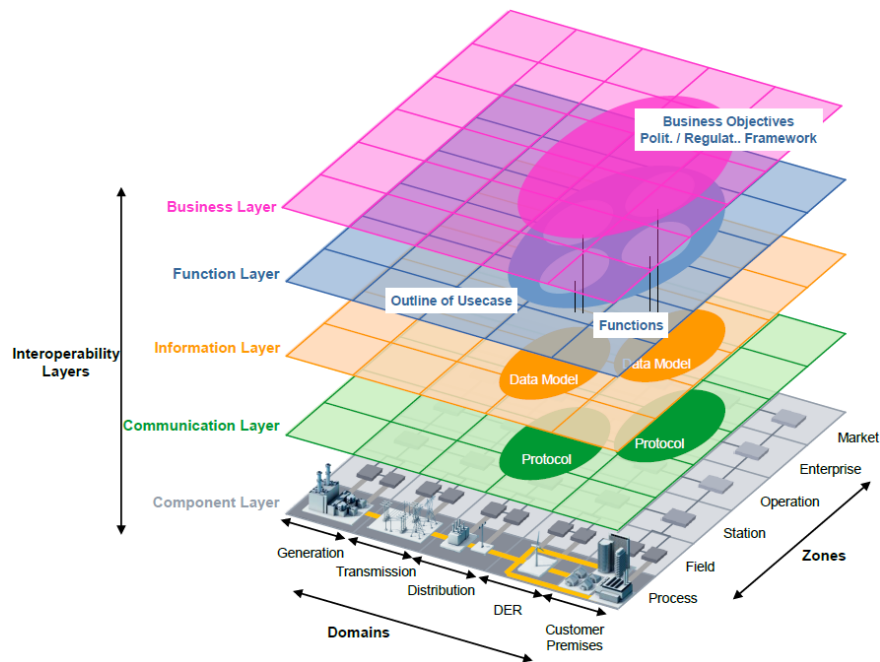 Business Objectives
Polit. / Regulat.. Framework
Business Layer
Function Layer
Outline of Usecase
Functions
Interoperability
Layers
Information Layer
Data Model
Data Model
Communication Layer
Protocol
Protocol
Component Layer
Market
Enterprise
Operation
Station
Field
Process
Zones
Generation
Transmission
Distribution
DER
Customer
Premises
Domains